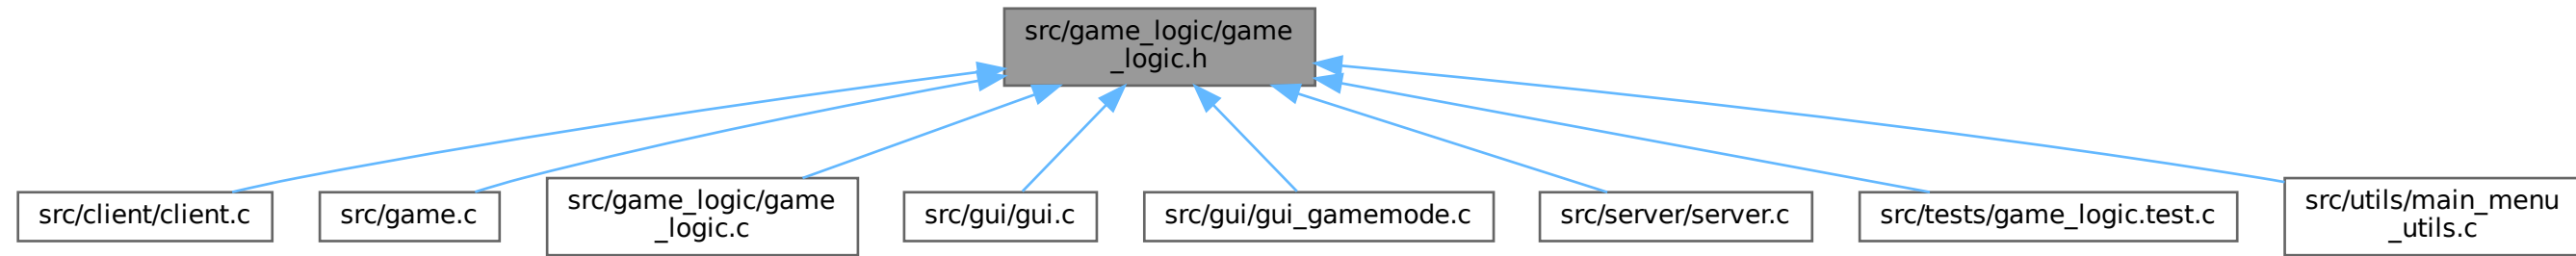 src/game_logic/game
_logic.h
src/client/client.c
src/game.c
src/game_logic/game
_logic.c
src/gui/gui.c
src/gui/gui_gamemode.c
src/server/server.c
src/tests/game_logic.test.c
src/utils/main_menu
_utils.c